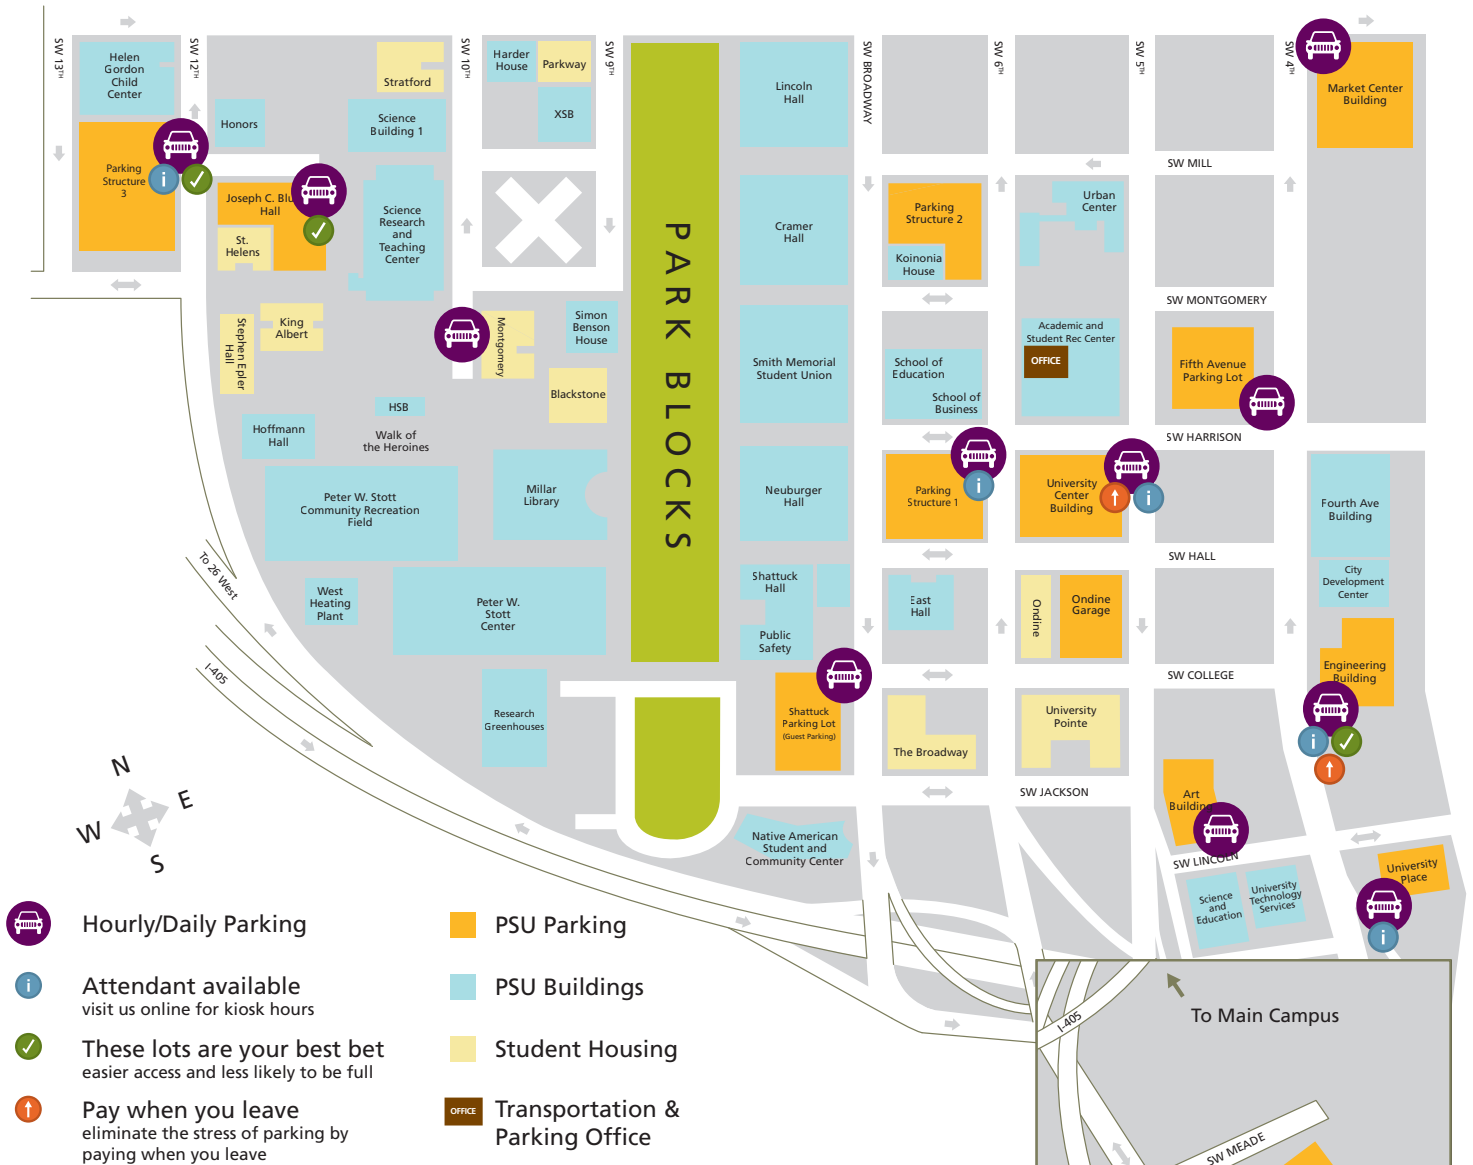 SW 13TH
SW 12TH
SW 10TH
SW 9TH
SW BROADWAY
SW 6TH
SW 5TH
SW 4TH
Helen
Gordon
Child
Center
Honors
Stratford
Science
Building 1
Harder
House
Parkway
XSB
Lincoln
Hall
Market Center
Building
SW MILL
Parking
Structure
3
i
Joseph C. Blu
Hall
St.
Helens
Science
Research
and
Teaching
Center
PARK BLOCKS
Cramer
Hall
Parking
Structure 2
Koinonia
House
Urban
Center
SW MONTGOMERY
Stephen Epler
Hall
King
Albert
Montgomery
Simon
Benson
House
Blackstone
Smith Memorial
Student Union
School of
Education
School of
Business
Academic and
Student Rec Center
OFFICE
Fifth Avenue
Parking Lot
SW HARRISON
Hoffmann
Hall
HSB
Walk of
the Heroines
Peter W. Stott
Community Recreation
Field
Millar
Library
Neuburger
Hall
Parking
Structure 1
i
University
Center
Building
i
Fourth Ave
Building
SW HALL
To 26 West
West
Heating
Plant
Peter W.
Stott
Center
Shattuck
Hall
Public
Safety
East
Hall
Ondine
Ondine
Garage
City
Development
Center
SW COLLEGE
Engineering
Building
i
I-405
Research
Greenhouses
Shattuck
Parking Lot
(Guest Parking)
The Broadway
University
Pointe
SW JACKSON
Art
Building
SW LINCOLN
Native American
Student and
Community Center
Science
and
Education
University
Technology
Services
University
Place
i
N
E
W
S
Hourly/Daily Parking
i
Attendant available
visit us online for kiosk hours
These lots are your best bet
easier access and less likely to be full
Pay when you leave
eliminate the stress of parking by
paying when you leave
PSU Parking
PSU Buildings
Student Housing
OFFICE
Transportation &
Parking Office
To Main Campus
I-405
SW MEADE